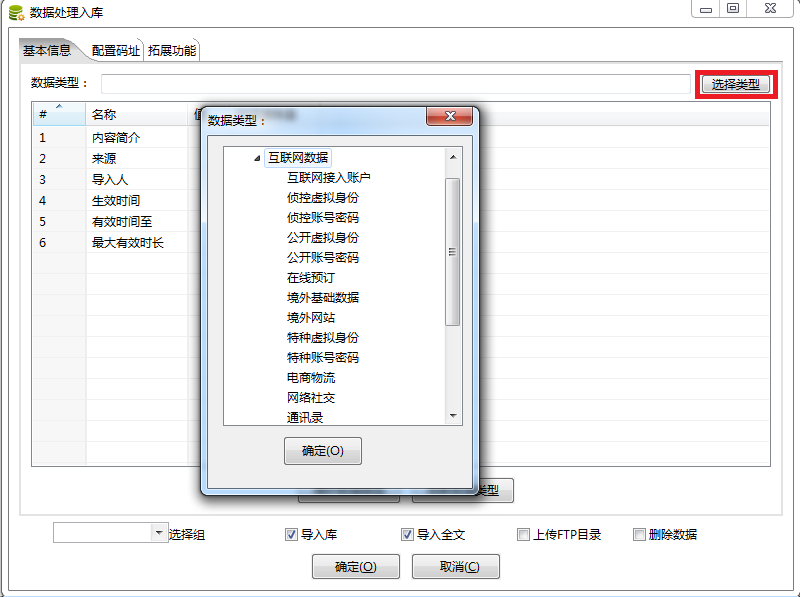 数据处理入库
基本信息 配置码址 拓展功能
数据类型： 选择类型
# 名称
数据类型：
1 内容简介
2 来源
3 导入人
4 生效时间
5 有效时间至
6 最大有效时长
互联网数据
互联网接入账户
侦控虚拟身份
侦控账号密码
公开虚拟身份
公开账号密码
在线预订
境外基础数据
境外网站
特种虚拟身份
特种账号密码
电商物流
网络社交
通讯录
确定(O)
类型
选择组 导入库 导入全文 上传FTP目录 删除数据
确定(O) 取消(C)